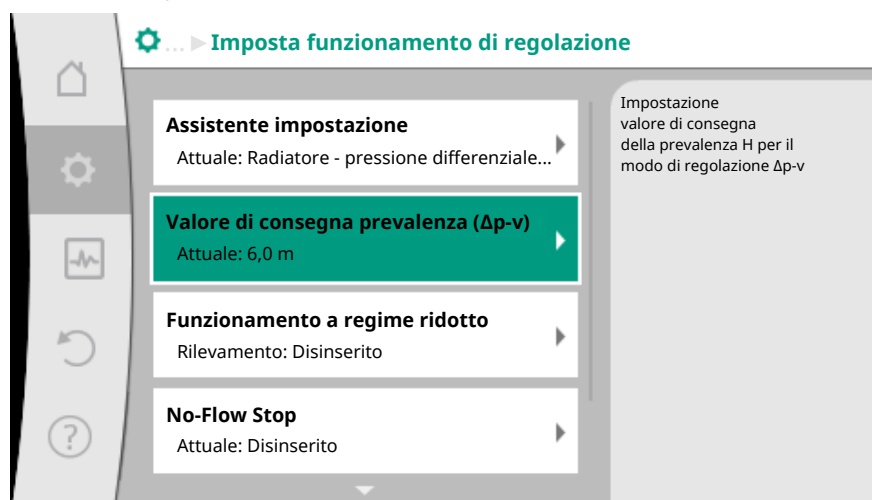 ... Imposta funzionamento di regolazione
Assistente impostazione
Attuale: Radiatore - pressione differenziale...
Valore di consegna prevalenza (Δp-v)
Attuale: 6,0 m
Funzionamento a regime ridotto
Rilevamento: Disinserito
No-Flow Stop
Attuale: Disinserito
Impostazione
valore di consegna
della prevalenza H per il
modo di regolazione Δp-v
?